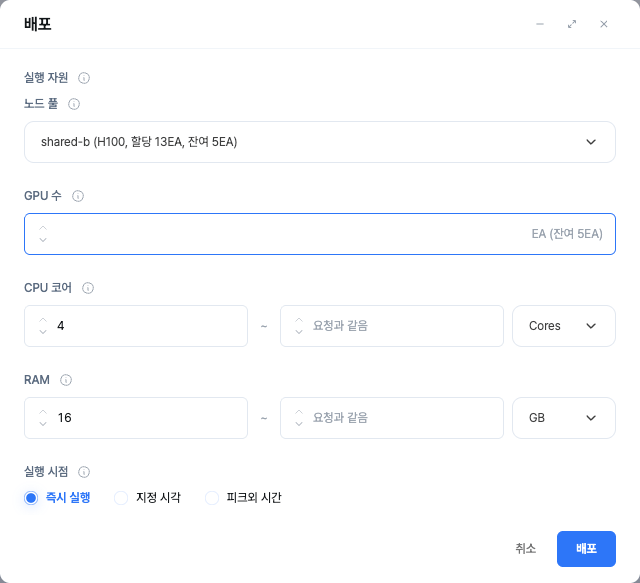 배포
실행 자원
노드 풀
shared-b (H100, 할당 13EA, 잔여 5EA)
GPU 수
EA (잔여 5EA)
CPU 코어
4 ~ 요청과 같음 Cores
RAM
16 ~ 요청과 같음 GB
실행 시점
즉시 실행 지정 시각 피크외 시간
취소 배포